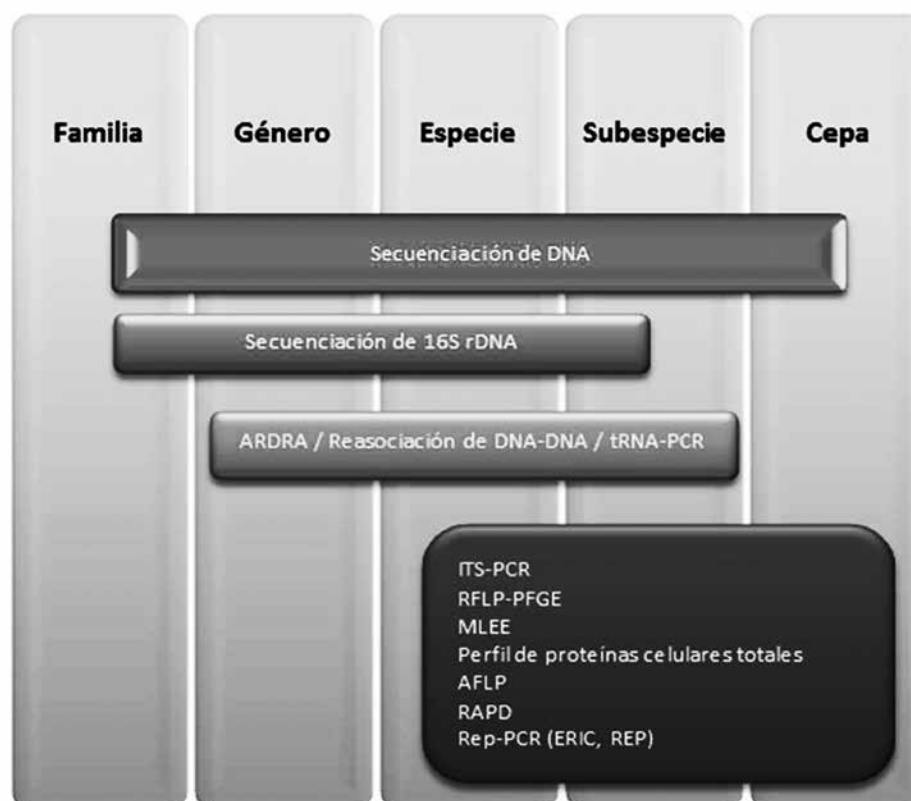 Familia Género Especie Subespecie Cepa
Secuenciación de DNA
Secuenciación de 16S rDNA
ARDRA / Reasociación de DNA-DNA / tRNA-PCR
ITS-PCR
RFLP-PFGE
MLEE
Perfil de proteínas celulares totales
AFLP
RAPD
Rep-PCR (ERIC, REP)